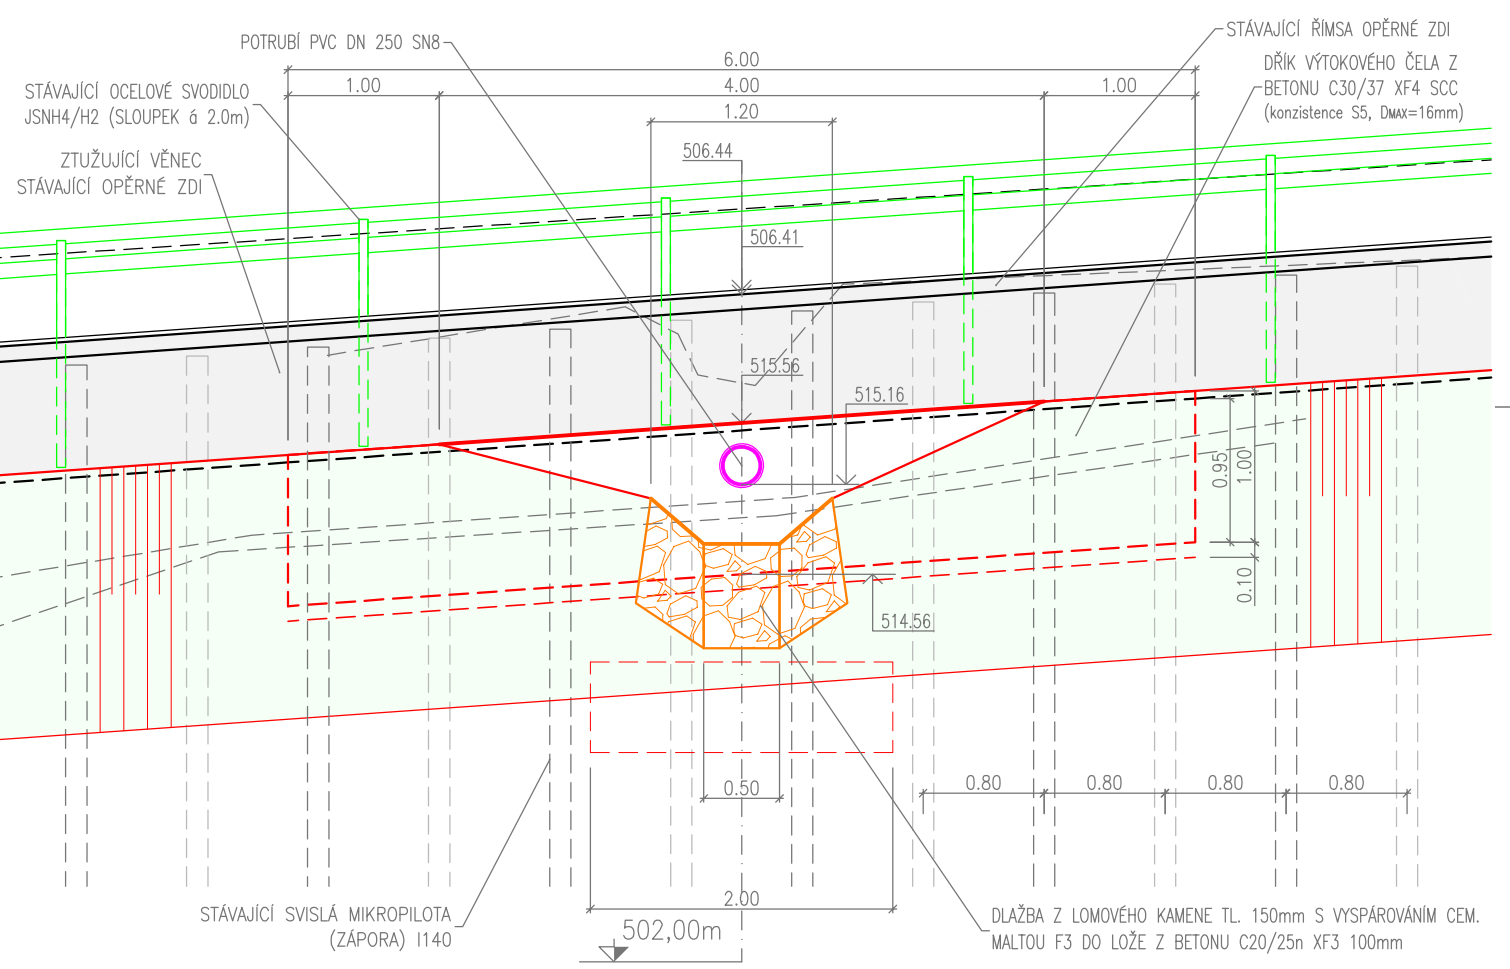 POTRUBÍ PVC DN 250 SN8
STÁVAJÍCÍ ŘÍMSA OPĚRNÉ ZDI
6.00
DŘÍK VÝTOKOVÉHO ČELA Z
BETONU C30/37 XF4 SCC
(konzistence S5, DMAX=16mm)
1.00
4.00
1.00
STÁVAJÍCÍ OCELOVÉ SVODIDLO
JSNH4/H2 (SLOUPEK á 2.0m)
1.20
ZTUŽUJÍCÍ VĚNEC
STÁVAJÍCÍ OPĚRNÉ ZDI
506.44
506.41
515.56
515.16
0.95
1.00
0.10
514.56
0.50
0.80
0.80
0.80
0.80
2.00
STÁVAJÍCÍ SVISLÁ MIKROPILOTA
(ZÁPORA) I140
502,00m
DLAŽBA Z LOMOVÉHO KAMENE TL. 150mm S VYSPÁROVÁNÍM CEM.
MALTOU F3 DO LOŽE Z BETONU C20/25n XF3 100mm